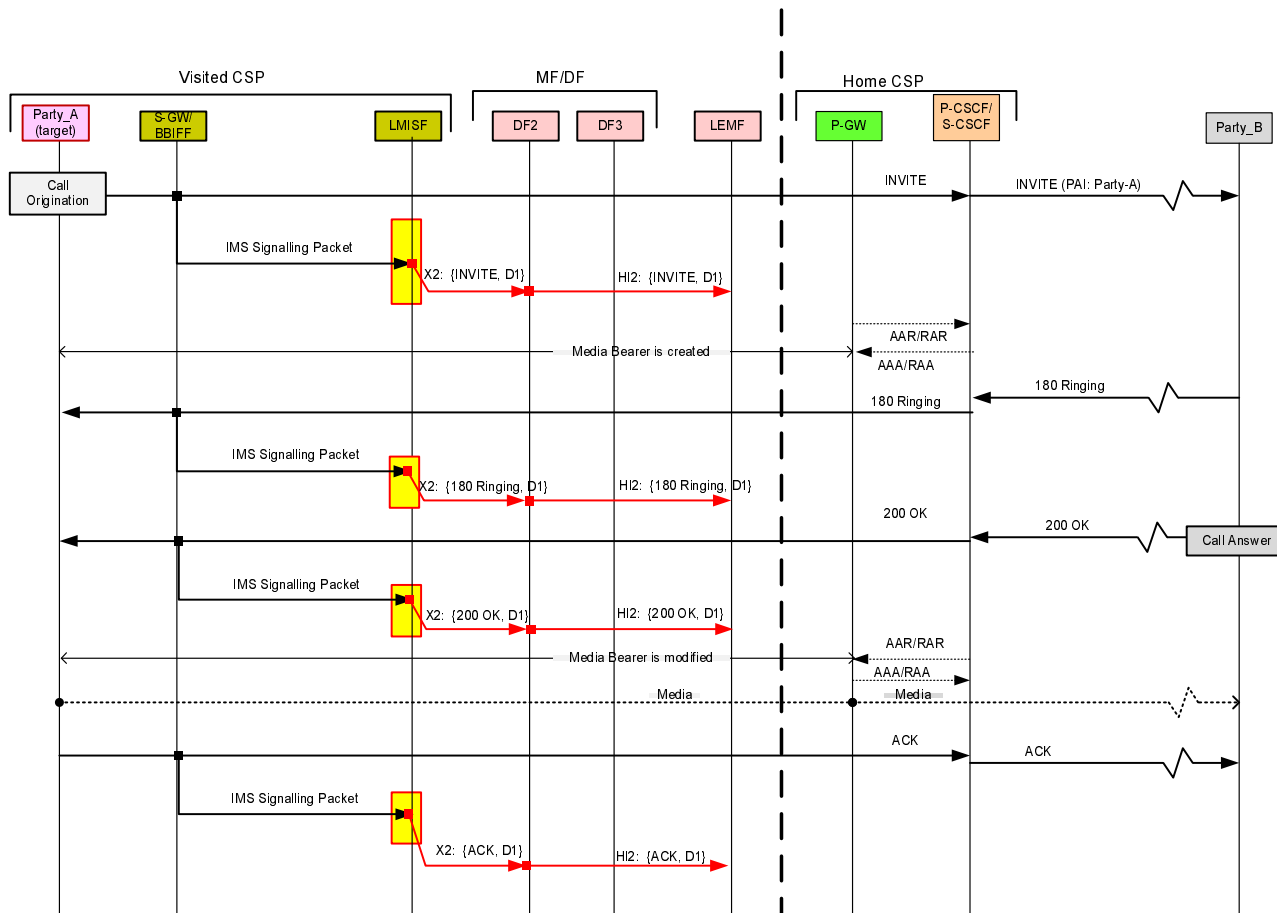 Visited CSP
MF/DF
Home CSP
Party_A
(target)
S-GW/
BBIFF
LMISF
DF2
DF3
LEMF
P-GW
P-CSCF/
S-CSCF
Party_B
Call
Origination
INVITE
INVITE (PAI: Party-A)
IMS Signalling Packet
X2: {INVITE, D1}
HI2: {INVITE, D1}
AAR/RAR
Media Bearer is created
AAA/RAA
180 Ringing
180 Ringing
IMS Signalling Packet
X2: {180 Ringing, D1}
HI2: {180 Ringing, D1}
200 OK
200 OK
Call Answer
IMS Signalling Packet
X2: {200 OK, D1}
HI2: {200 OK, D1}
AAR/RAR
Media Bearer is modified
AAA/RAA
Media
Media
ACK
ACK
IMS Signalling Packet
X2: {ACK, D1}
HI2: {ACK, D1}